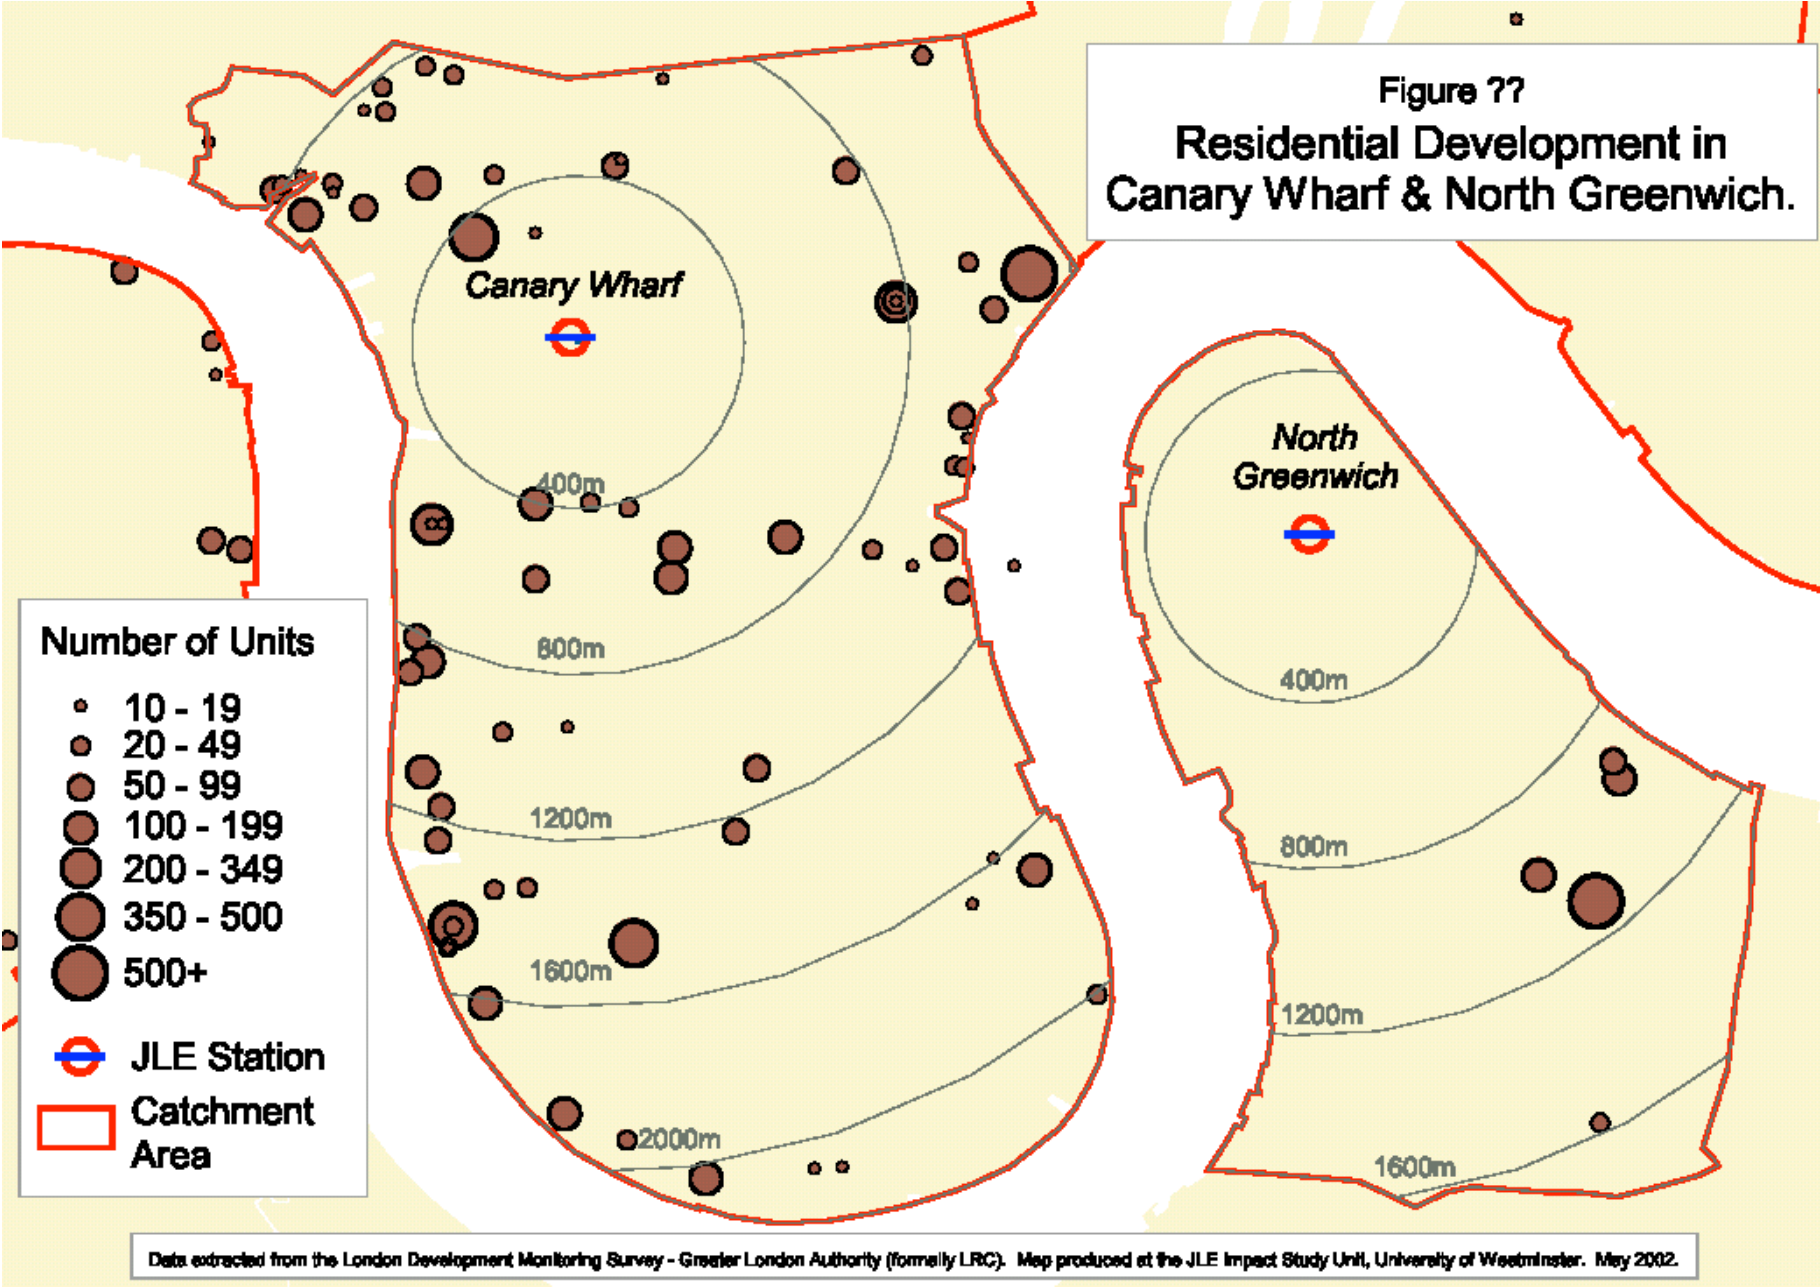 Figure ??
Residential Development in
Canary Wharf & North Greenwich.
Canary Wharf
400m
800m
1200m
1600m
2000m
North
Greenwich
400m
800m
1200m
1600m
Number of Units
10 - 19
20 - 49
50 - 99
100 - 199
200 - 349
350 - 500
500+
JLE Station
Catchment
Area
Data extracted from the London Development Monitoring Survey - Greater London Authority (formally LRC). Map produced at the JLE Impact Study Unit, University of Westminster. May 2002.